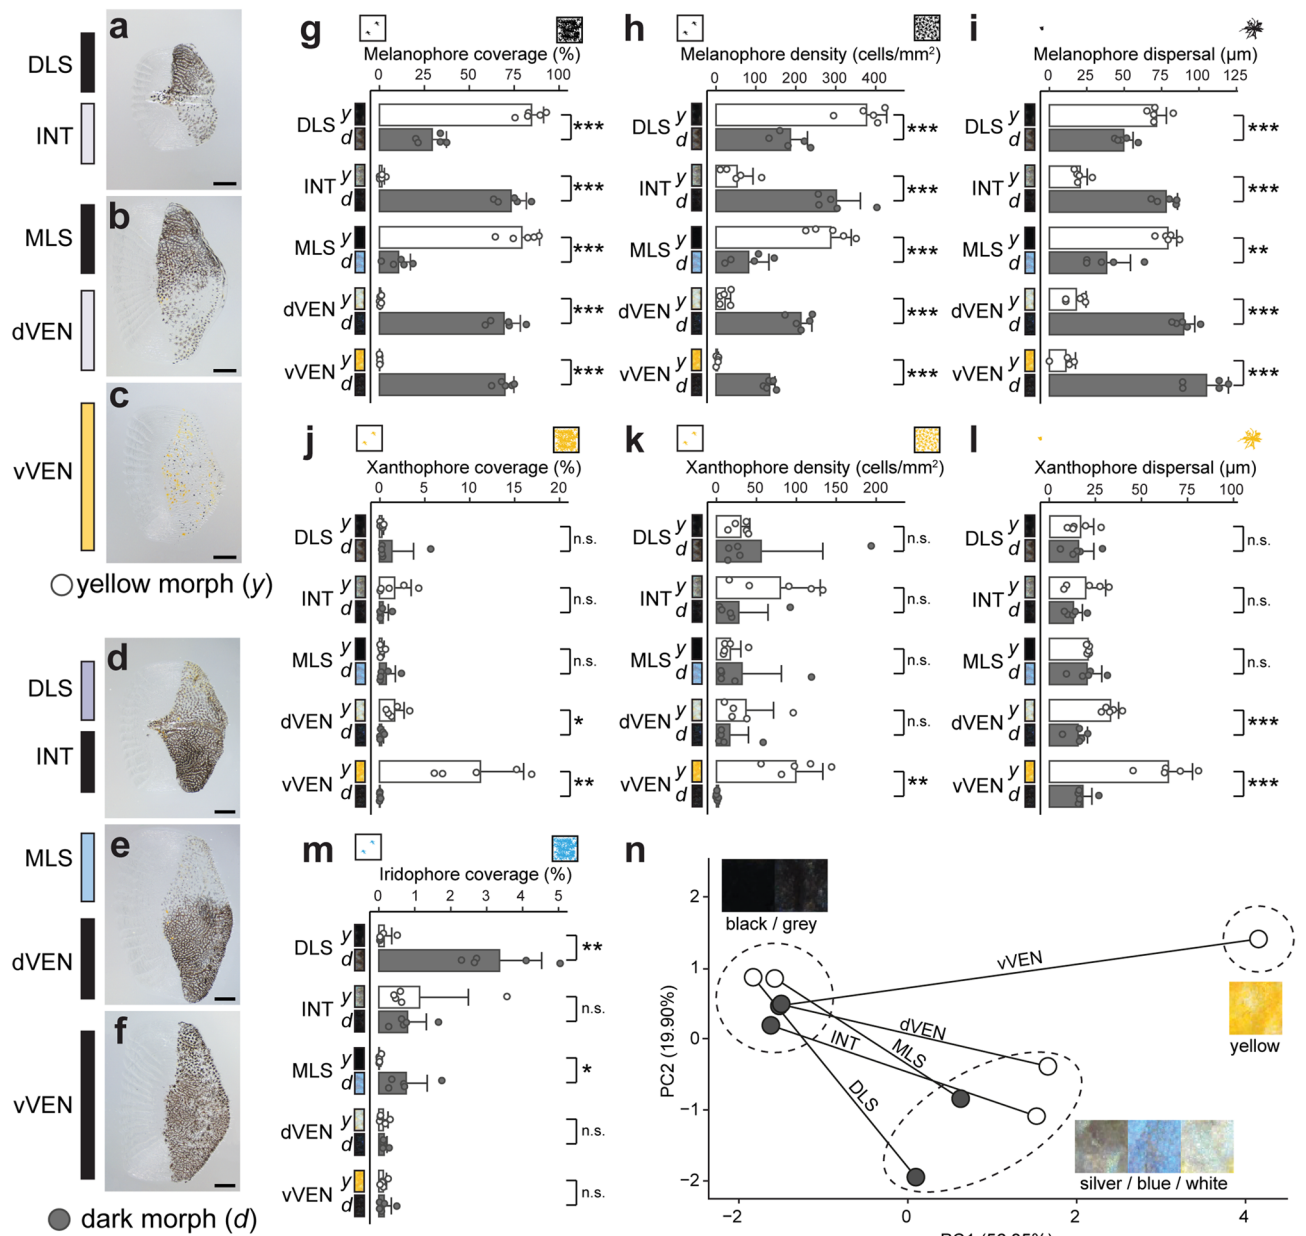 a
DLS
INT
b
MLS
dVEN
c
vVEN
yellow morph (y)
d
DLS
INT
e
MLS
dVEN
f
vVEN
dark morph (d)
g
Melanophore coverage (%)
0 25 50 75 100
DLS y d ***
INT y d ***
MLS y d ***
dVEN y d ***
vVEN y d ***
h
Melanophore density (cells/mm²)
0 100 200 300 400
DLS y d ***
INT y d ***
MLS y d ***
dVEN y d ***
vVEN y d ***
i
Melanophore dispersal (µm)
0 25 50 75 100 125
DLS y d ***
INT y d ***
MLS y d **
dVEN y d ***
vVEN y d ***
j
Xanthophore coverage (%)
0 5 10 15 20
DLS y d n.s.
INT y d n.s.
MLS y d n.s.
dVEN y d *
vVEN y d **
k
Xanthophore density (cells/mm²)
0 50 100 150 200
DLS y d n.s.
INT y d n.s.
MLS y d n.s.
dVEN y d n.s.
vVEN y d **
l
Xanthophore dispersal (µm)
0 25 50 75 100
DLS y d n.s.
INT y d n.s.
MLS y d n.s.
dVEN y d ***
vVEN y d ***
m
Iridophore coverage (%)
0 1 2 3 4 5
DLS y d **
INT y d n.s.
MLS y d *
dVEN y d n.s.
vVEN y d n.s.
n
black / grey
vVEN
yellow
dVEN
INT
MLS
DLS
silver / blue / white
PC2 (19.90%)
2
1
0
−1
−2
−2 0 2 4